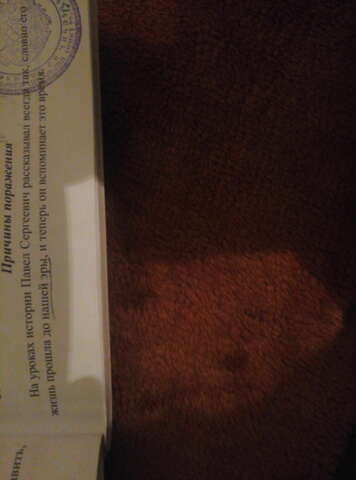 Причины поражения
На уроках истории Павел Сергеевич рассказывал всегда так, словно его
жизнь прошла до нашей эры, и теперь он вспоминает это время.
авить,